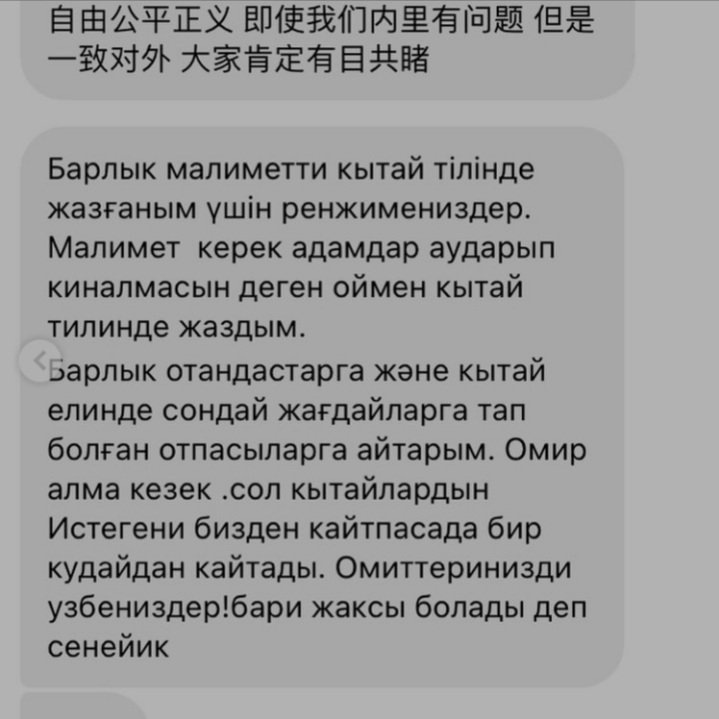 自由公平正义 即使我们内里有问题 但是
一致对外 大家肯定有目共睹
Барлык малиметти кытай тілінде
жазғаным үшін ренжимениздер.
Малимет керек адамдар аударып
киналмасын деген оймен кытай
тилинде жаздым.
Барлык отандастарга және кытай
елинде сондай жағдайларга тап
болған отпасыларга айтарым. Омир
алма кезек .сол кытайлардын
Истегени бизден кайтпасада бир
кудайдан кайтады. Омиттеринизди
узбениздер!бари жаксы болады деп
сенейик